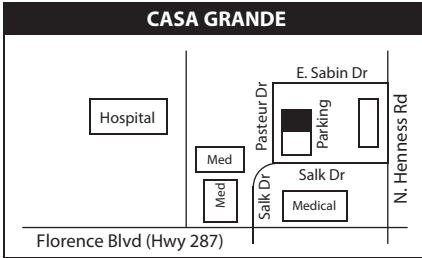 CASA GRANDE
E. Sabin Dr
Pasteur Dr
Parking
N. Henness Rd
Hospital
Med
Med
Salk Dr
Salk Dr
Medical
Florence Blvd (Hwy 287)